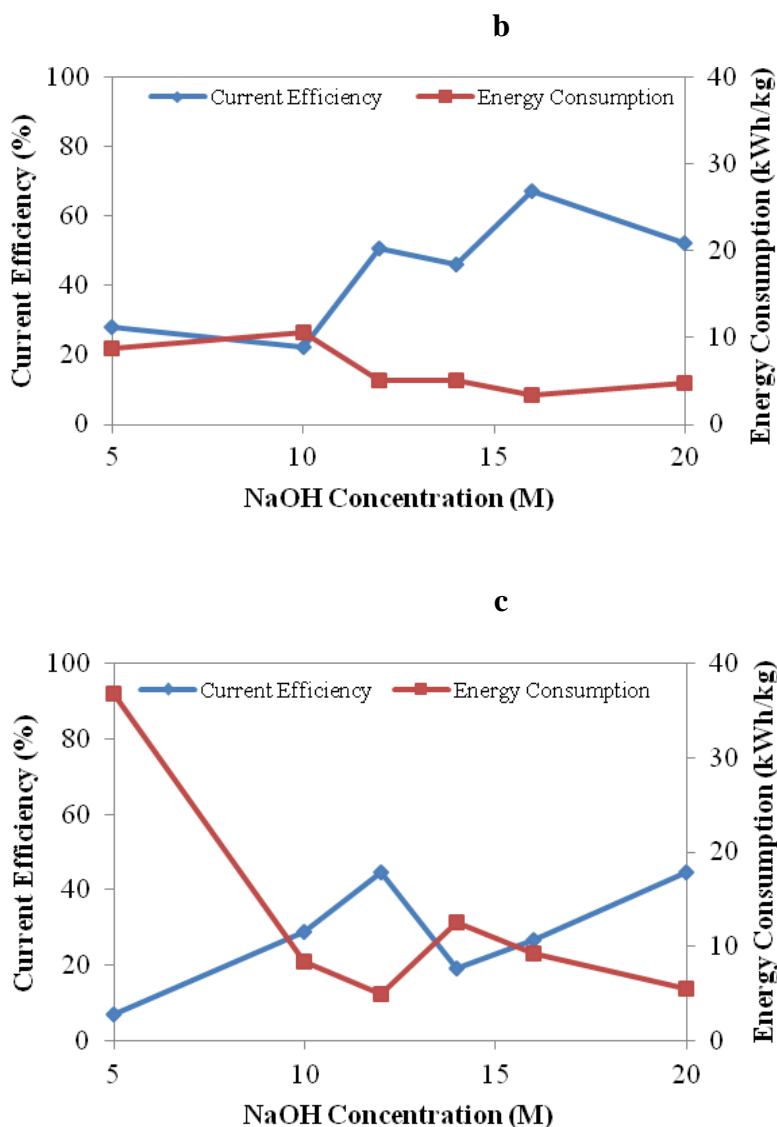 b
100
80
60
40
20
0
Current Efficiency (%)
Current Efficiency
Energy Consumption
40
30
20
10
0
Energy Consumption (kWh/kg)
5 10 15 20
NaOH Concentration (M)
c
100
80
60
40
20
0
Current Efficiency (%)
Current Efficiency
Energy Consumption
40
30
20
10
0
Energy Consumption (kWh/kg)
5 10 15 20
NaOH Concentration (M)